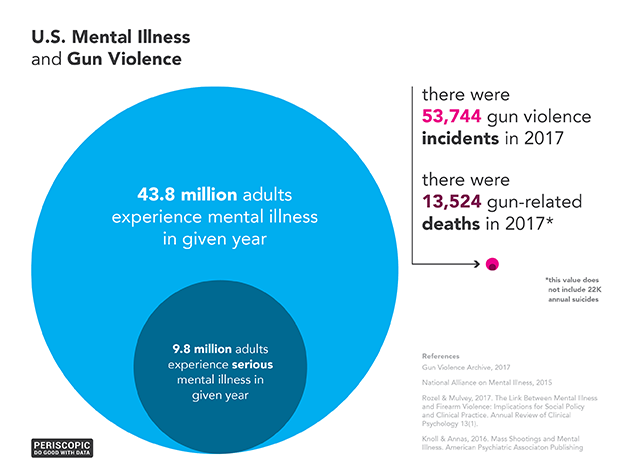 U.S. Mental Illness
and Gun Violence
43.8 million adults
experience mental illness
in given year
9.8 million adults
experience serious
mental illness in
given year
there were
53,744 gun violence
incidents in 2017
there were
13,524 gun-related
deaths in 2017*
*this value does
not include 22K
annual suicides
References
Gun Violence Archive, 2017
National Alliance on Mental Illness, 2015
Rozel & Mulvey, 2017. The Link Between Mental Illness
and Firearm Violence: Implications for Social Policy
and Clinical Practice. Annual Review of Clinical
Psychology 13(1).
Knoll & Annas, 2016. Mass Shootings and Mental
Illness. American Psychiatric Associaton Publishing
PERISCOPIC
DO GOOD WITH DATA